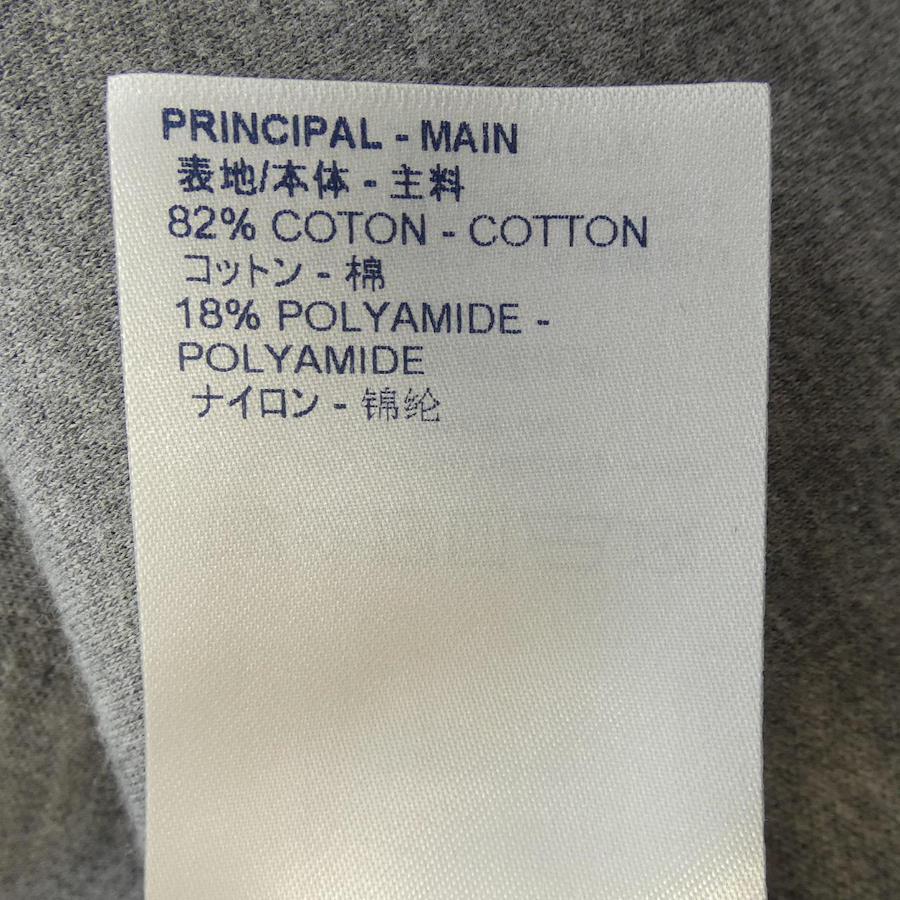 PRINCIPAL - MAIN
表地/本体 - 主料
82% COTON - COTTON
コットン - 棉
18% POLYAMIDE -
POLYAMIDE
ナイロン - 锦纶